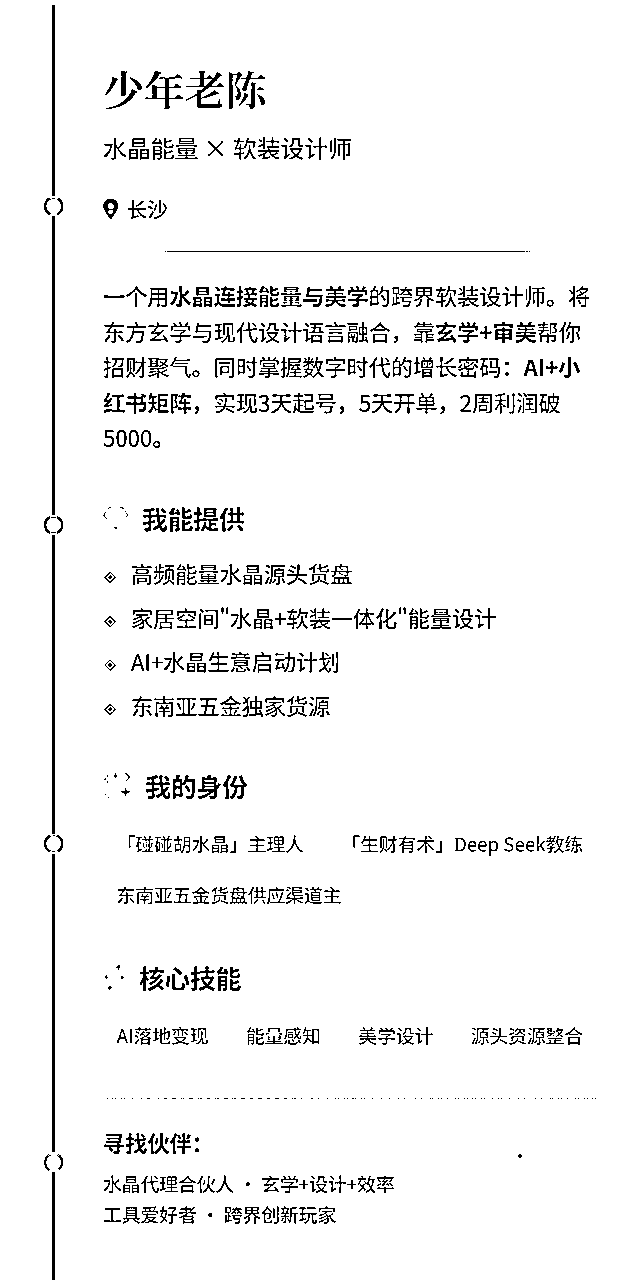 少年老陈
水晶能量 × 软装设计师
长沙
一个用水晶连接能量与美学的跨界软装设计师。将
东方玄学与现代设计语言融合，靠玄学+审美帮你
招财聚气。同时掌握数字时代的增长密码：AI+小
红书矩阵，实现3天起号，5天开单，2周利润破
5000。
我能提供
◈ 高频能量水晶源头货盘
◈ 家居空间"水晶+软装一体化"能量设计
◈ AI+水晶生意启动计划
◈ 东南亚五金独家货源
我的身份
「碰碰胡水晶」主理人 「生财有术」Deep Seek教练
东南亚五金货盘供应渠道主
核心技能
AI落地变现 能量感知 美学设计 源头资源整合
寻找伙伴：
水晶代理合伙人 · 玄学+设计+效率
工具爱好者 · 跨界创新玩家